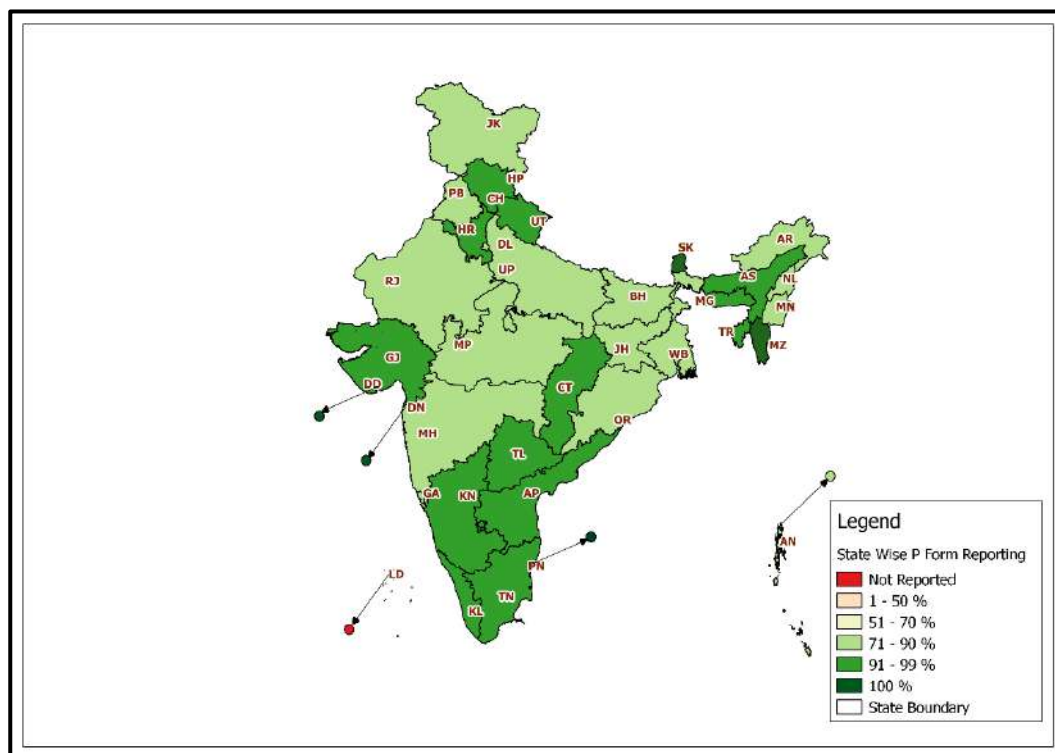 JK
HP
PB
CH
UT
HR
DL
AR
SK
UP
AS
NL
RJ
BH
MG
MN
TR
MP
JH
WB
MZ
GJ
DD
CT
DN
OR
MH
TL
GA
KN
AP
AN
PN
LD
TN
KL
Legend
State Wise P Form Reporting
Not Reported
1 - 50 %
51 - 70 %
71 - 90 %
91 - 99 %
100 %
State Boundary